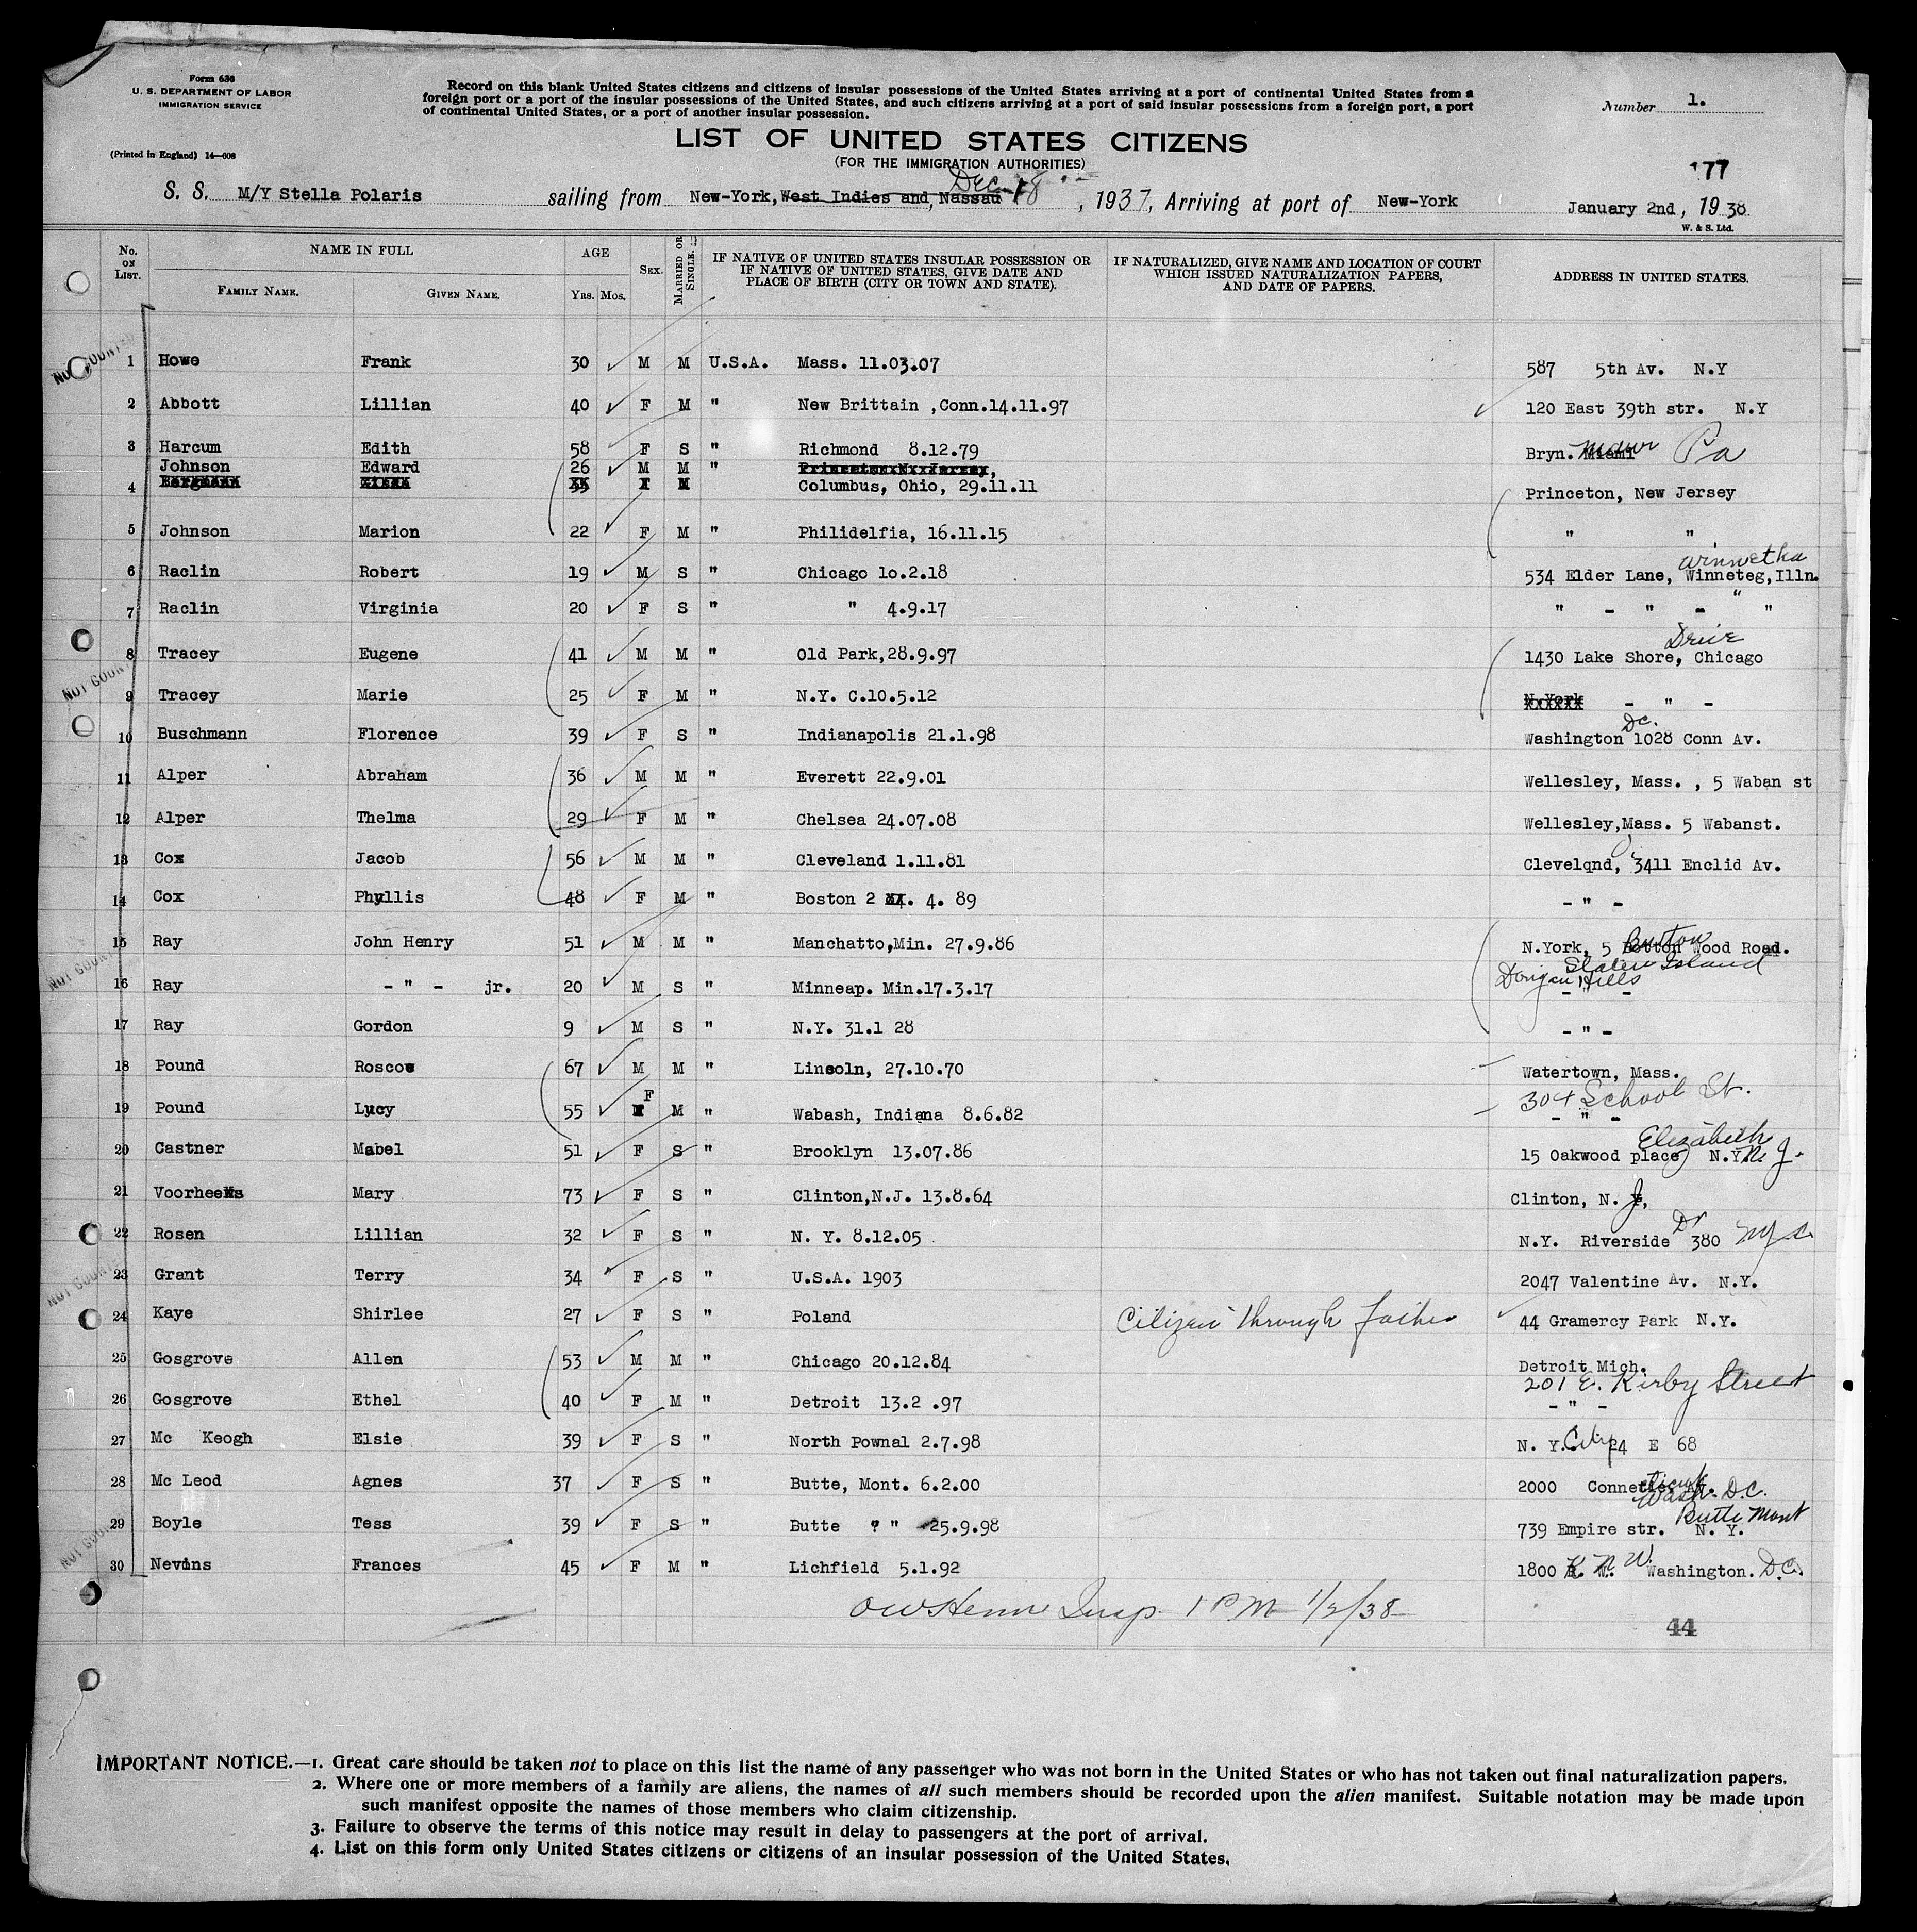 Form 630
U. S. DEPARTMENT OF LABOR
IMMIGRATION SERVICE
(Printed in England) 14—608
Record on this blank United States citizens and citizens of insular possessions of the United States arriving at a port of continental United States from a
foreign port or a port of the insular possessions of the United States, and such citizens arriving at a port of said insular possessions from a foreign port, a port
of continental United States, or a port of another insular possession.
Number 1.
LIST OF UNITED STATES CITIZENS
(FOR THE IMMIGRATION AUTHORITIES)
177
S. S. M/Y Stella Polaris sailing from New-York, West Indies and, Nassau Dec 18, 1937, Arriving at port of New-York January 2nd, 1938
W. & S. Ltd.
No. on List. NAME IN FULL FAMILY NAME. GIVEN NAME. AGE YRS. MOS. SEX. MARRIED OR SINGLE. IF NATIVE OF UNITED STATES INSULAR POSSESSION OR IF NATIVE OF UNITED STATES, GIVE DATE AND PLACE OF BIRTH (CITY OR TOWN AND STATE). IF NATURALIZED, GIVE NAME AND LOCATION OF COURT WHICH ISSUED NATURALIZATION PAPERS, AND DATE OF PAPERS. ADDRESS IN UNITED STATES.
1 Howe Frank 30 M M U.S.A. Mass. 11.03.07 587 5th Av. N.Y
2 Abbott Lillian 40 F M " New Brittain ,Conn.14.11.97 120 East 39th str. N.Y
3 Harcum Edith 58 F S " Richmond 8.12.79 Bryn. Miami Mawr Pa
Johnson Edward 26 M M " Princeton N. Jersey,
4 Columbus, Ohio, 29.11.11 Princeton, New Jersey
5 Johnson Marion 22 F M " Philidelfia, 16.11.15 " "
6 Raclin Robert 19 M S " Chicago 1o.2.18 534 Elder Lane, Winneteg,Illn. Winnetka
7 Raclin Virginia 20 F S " " 4.9.17 " - " - " "
8 Tracey Eugene 41 M M " Old Park,28.9.97 1430 Lake Shore, Chicago Drive
9 Tracey Marie 25 F M " N.Y. C.10.5.12 N.York - " -
10 Buschmann Florence 39 F S " Indianapolis 21.1.98 Washington DC. 1028 Conn Av.
11 Alper Abraham 36 M M " Everett 22.9.01 Wellesley, Mass. , 5 Waban st
12 Alper Thelma 29 F M " Chelsea 24.07.08 Wellesley,Mass. 5 Wabanst.
13 Cox Jacob 56 M M " Cleveland 1.11.81 Clevelqnd, 3411 Enclid Av.
14 Cox Phyllis 48 F M " Boston 2 . 4. 89 - " -
15 Ray John Henry 51 M M " Manchatto,Min. 27.9.86 N.York, 5 Botton Wood Road. Buttow
Staten Island
Dongan Hills
16 Ray - " - jr. 20 M S " Minneap. Min.17.3.17 - " -
17 Ray Gordon 9 M S " N.Y. 31.1 28 - " -
18 Pound Roscoe 67 M M " Lincoln, 27.10.70 Watertown, Mass.
304 School St.
19 Pound Lucy 55 F M " Wabash, Indiana 8.6.82 - " -
20 Castner Mabel 51 F S " Brooklyn 13.07.86 15 Oakwood place Elizabeth N.Y. N. J.
21 Voorhees Mary 73 F S " Clinton,N.J. 13.8.64 Clinton, N. J,
22 Rosen Lillian 32 F S " N. Y. 8.12.05 N.Y. Riverside Dr 380 NYC
23 Grant Terry 34 F S " U.S.A. 1903 2047 Valentine Av. N.Y.
24 Kaye Shirlee 27 F S " Poland Citizen through father 44 Gramercy Park N.Y.
25 Gosgrove Allen 53 M M " Chicago 20.12.84 Detroit Mich.
201 E. Kirby Street
26 Gosgrove Ethel 40 F M " Detroit 13.2 .97 - " -
27 Mc Keogh Elsie 39 F S " North Pownal 2.7.98 N. Y. City 24 E 68
28 Mc Leod Agnes 37 F S " Butte, Mont. 6.2.00 2000 Connecticut Av. Wash. D.C.
29 Boyle Tess 39 F S " Butte ? " 25.9.98 739 Empire str. N. Y. Butte Mont
30 Nevins Frances 45 F M " Lichfield 5.1.92 1800 K. N. W. Washington. D.C.
Insp. 1 PM 1/2/38
44
NOT COUNT
NOT COUNT
NOT COUNT
NOT COUNT
NOT COUNT
IMPORTANT NOTICE.—1. Great care should be taken not to place on this list the name of any passenger who was not born in the United States or who has not taken out final naturalization papers.
2. Where one or more members of a family are aliens, the names of all such members should be recorded upon the alien manifest. Suitable notation may be made upon
such manifest opposite the names of those members who claim citizenship.
3. Failure to observe the terms of this notice may result in delay to passengers at the port of arrival.
4. List on this form only United States citizens or citizens of an insular possession of the United States.